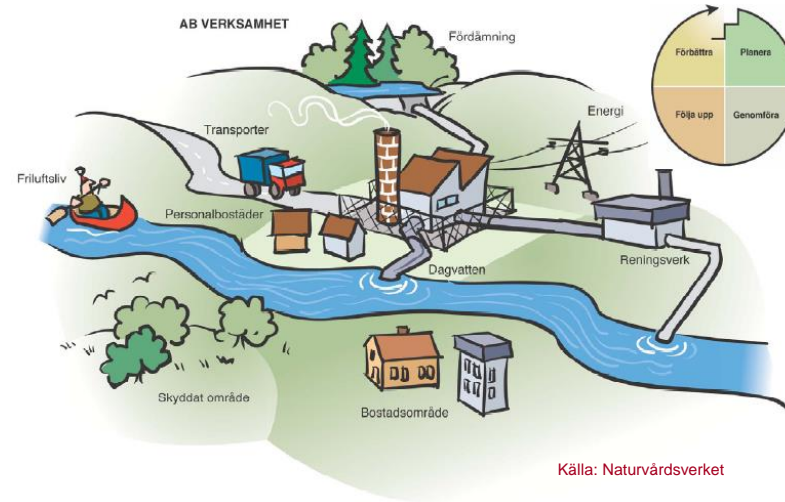 AB VERKSAMHET
Fördämning
Förbättra
Planera
Följa upp
Genomföra
Energi
Transporter
Friluftsliv
Personalbostäder
Reningsverk
Dagvatten
Skyddat område
Bostadsområde
Källa: Naturvårdsverket